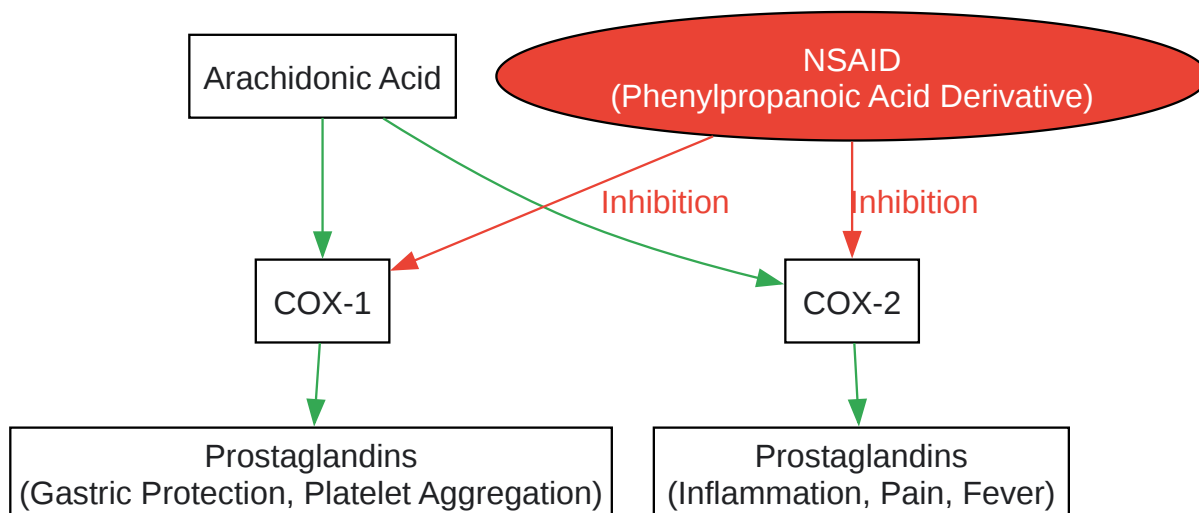 Arachidonic Acid
NSAID
(Phenylpropanoic Acid Derivative)
Inhibition
Inhibition
COX-1
COX-2
Prostaglandins
(Gastric Protection, Platelet Aggregation)
Prostaglandins
(Inflammation, Pain, Fever)